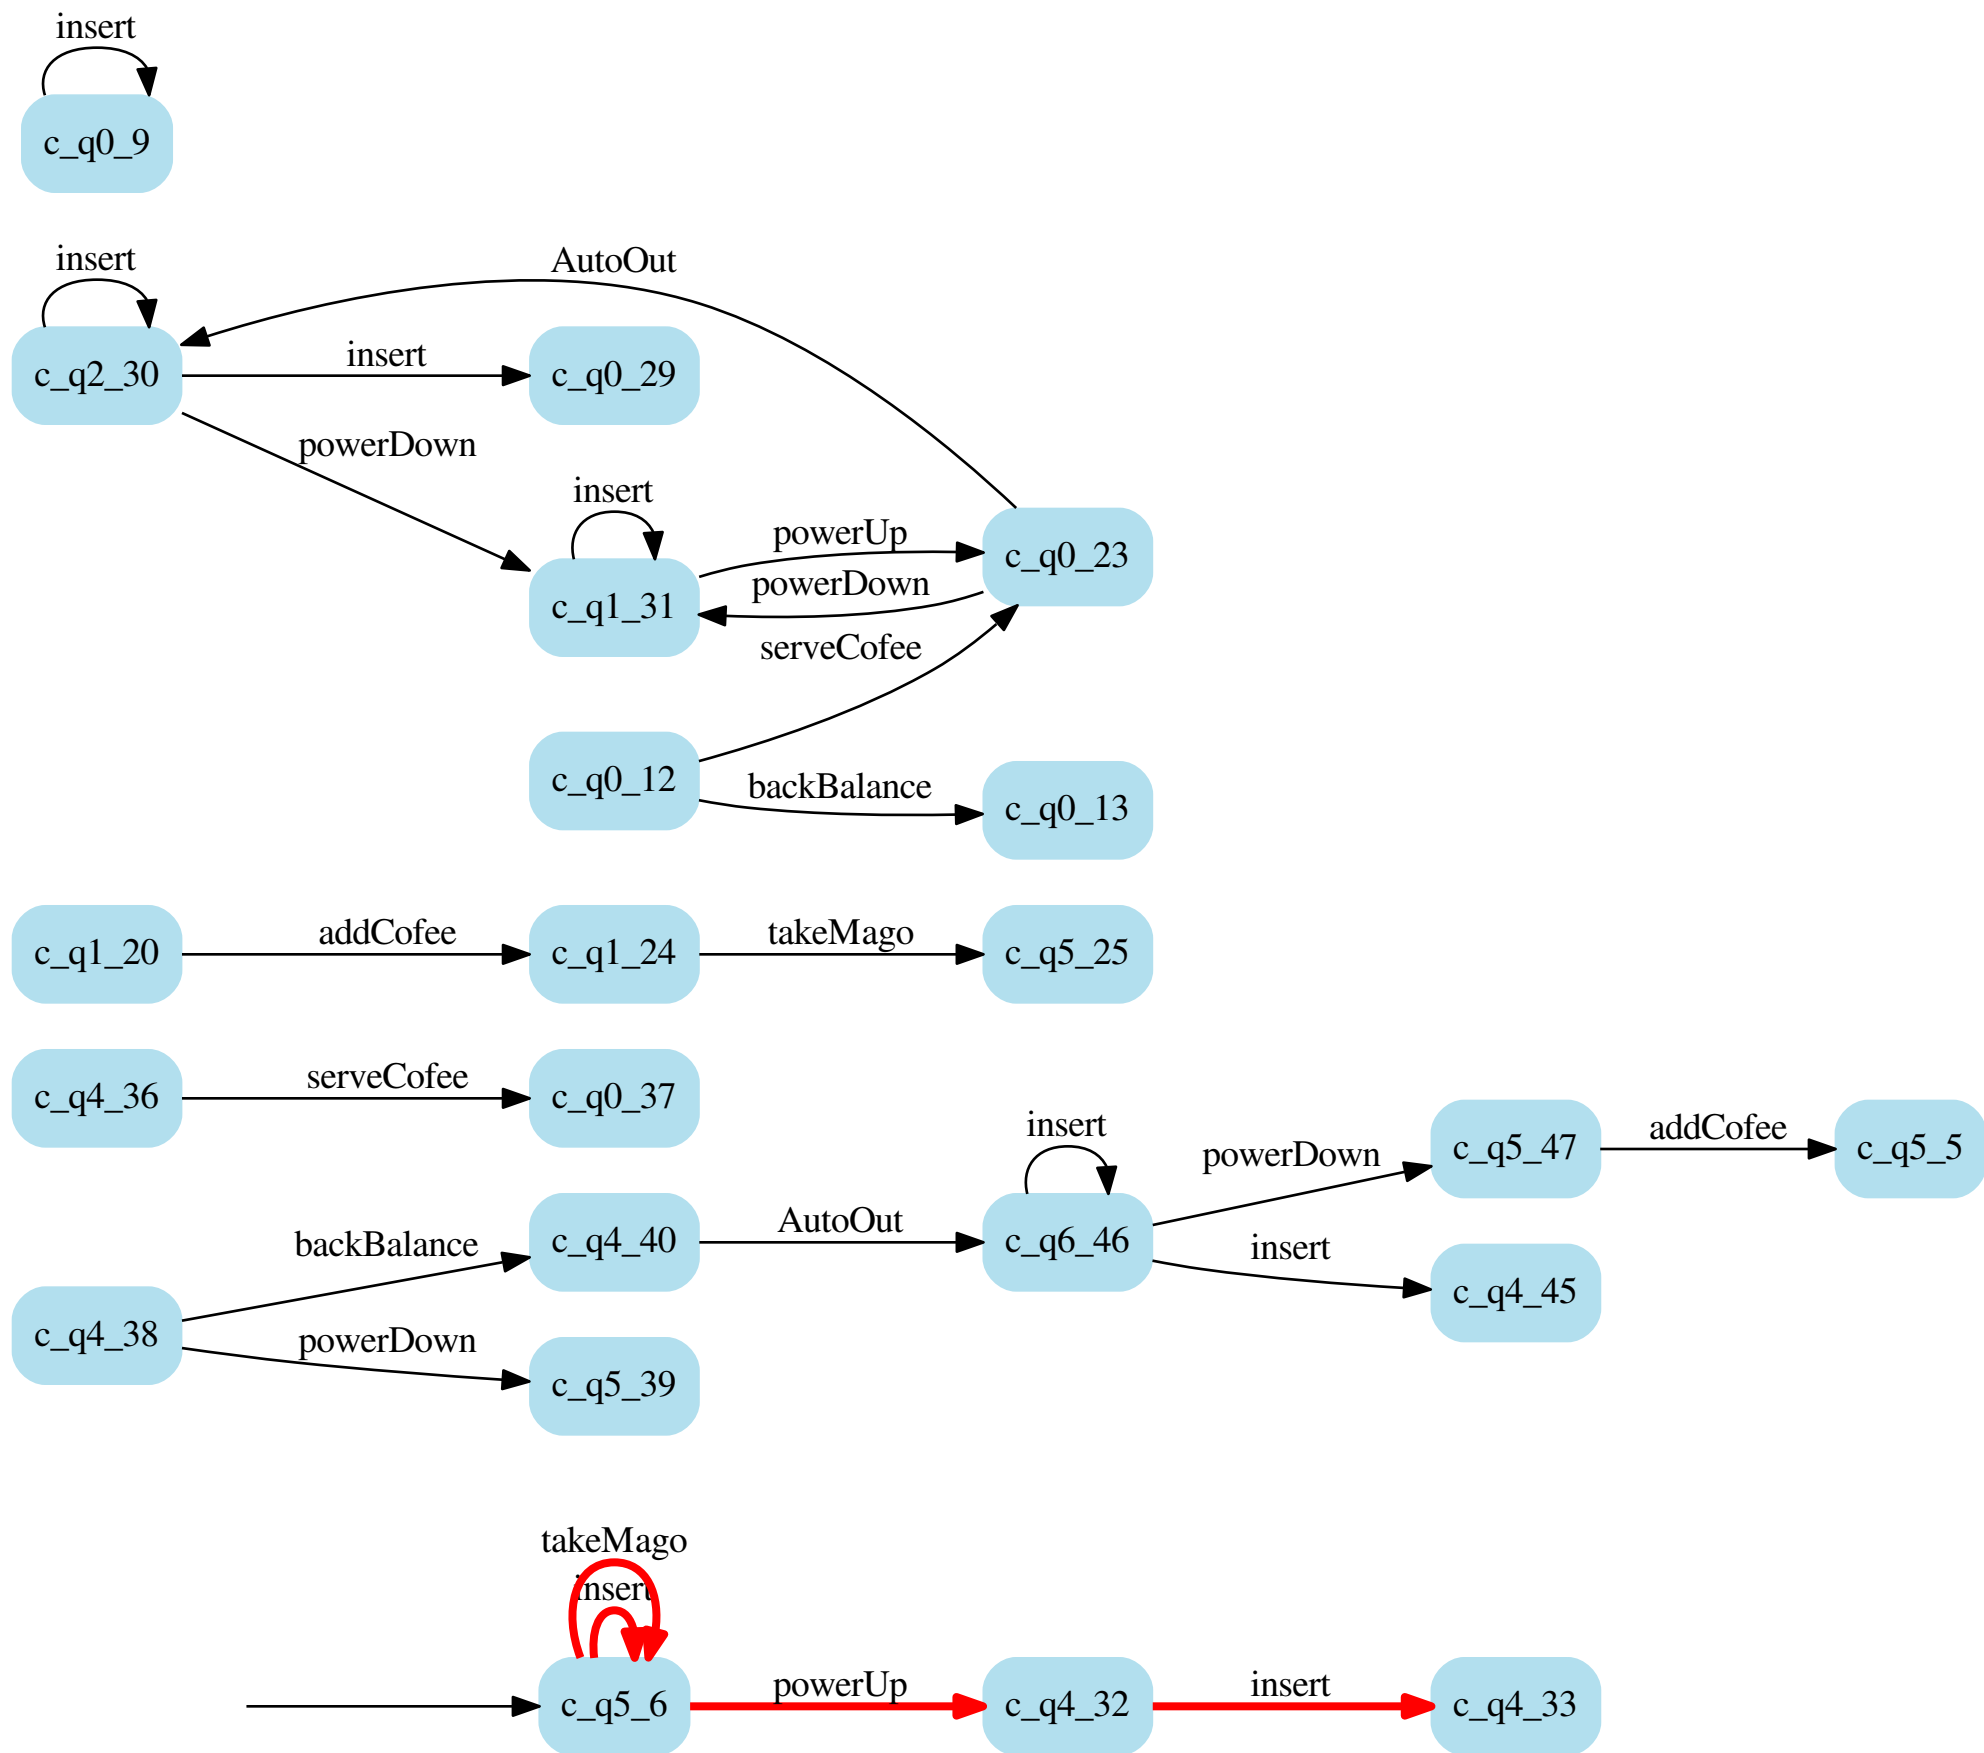 insert
c_q0_9
insert
AutoOut
c_q2_30
insert
c_q0_29
powerDown
insert
powerUp
c_q0_23
powerDown
c_q1_31
serveCofee
c_q0_12
backBalance
c_q0_13
c_q1_20
addCofee
c_q1_24
takeMago
c_q5_25
c_q4_36
serveCofee
c_q0_37
insert
powerDown
c_q5_47
addCofee
c_q5_5
backBalance
c_q4_40
AutoOut
c_q6_46
insert
c_q4_45
c_q4_38
powerDown
c_q5_39
takeMago
insert
c_q5_6
powerUp
c_q4_32
insert
c_q4_33